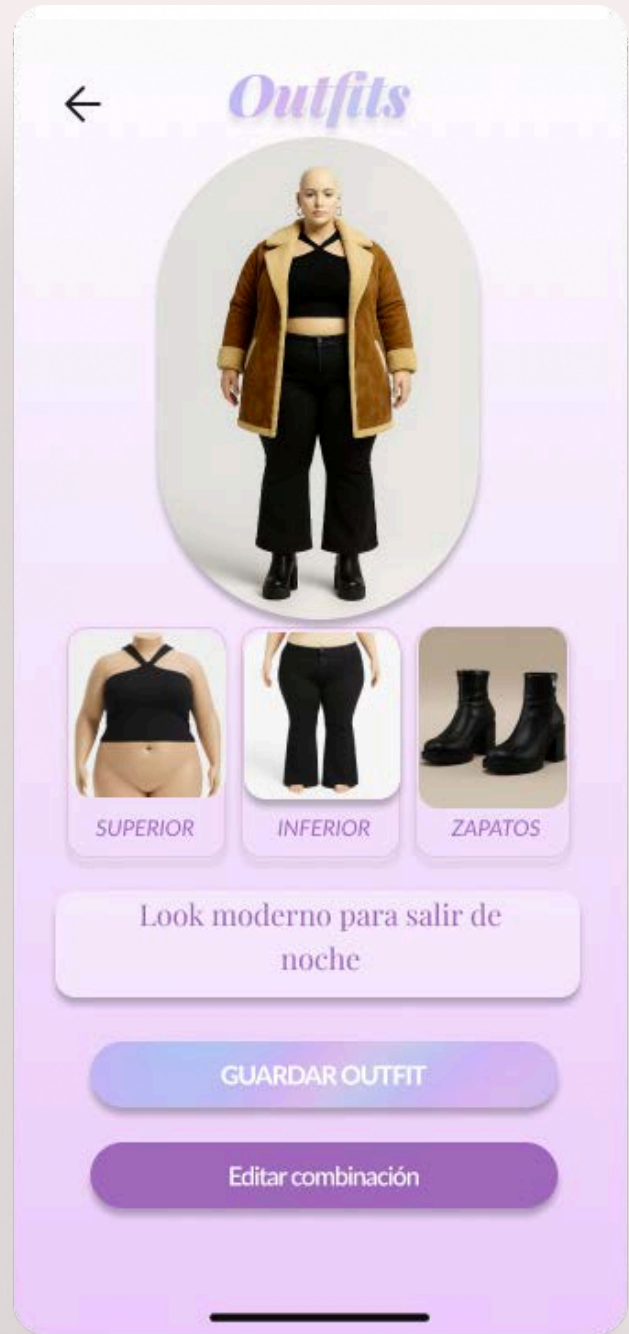 Outfits
SUPERIOR
INFERIOR
ZAPATOS
Look moderno para salir de
noche
GUARDAR OUTFIT
Editar combinación